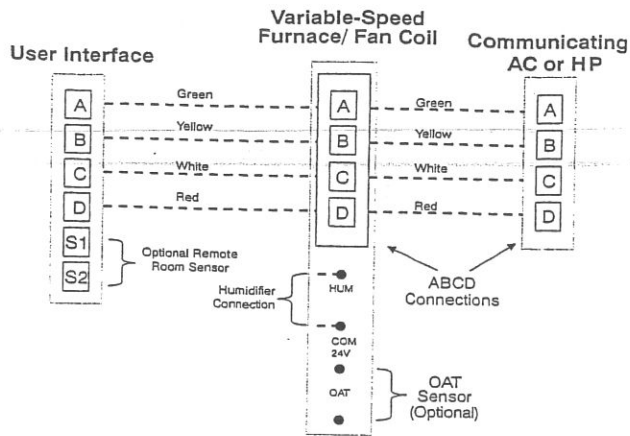 Variable-Speed
Furnace/ Fan Coil
User Interface
Communicating
AC or HP
A
Green
A
Green
A
B
Yellow
B
Yellow
B
C
White
C
White
C
D
Red
D
Red
D
S1
S2
Optional Remote
Room Sensor
Humidifier
Connection
HUM
COM
24V
ABCD
Connections
OAT
OAT
Sensor
(Optional)